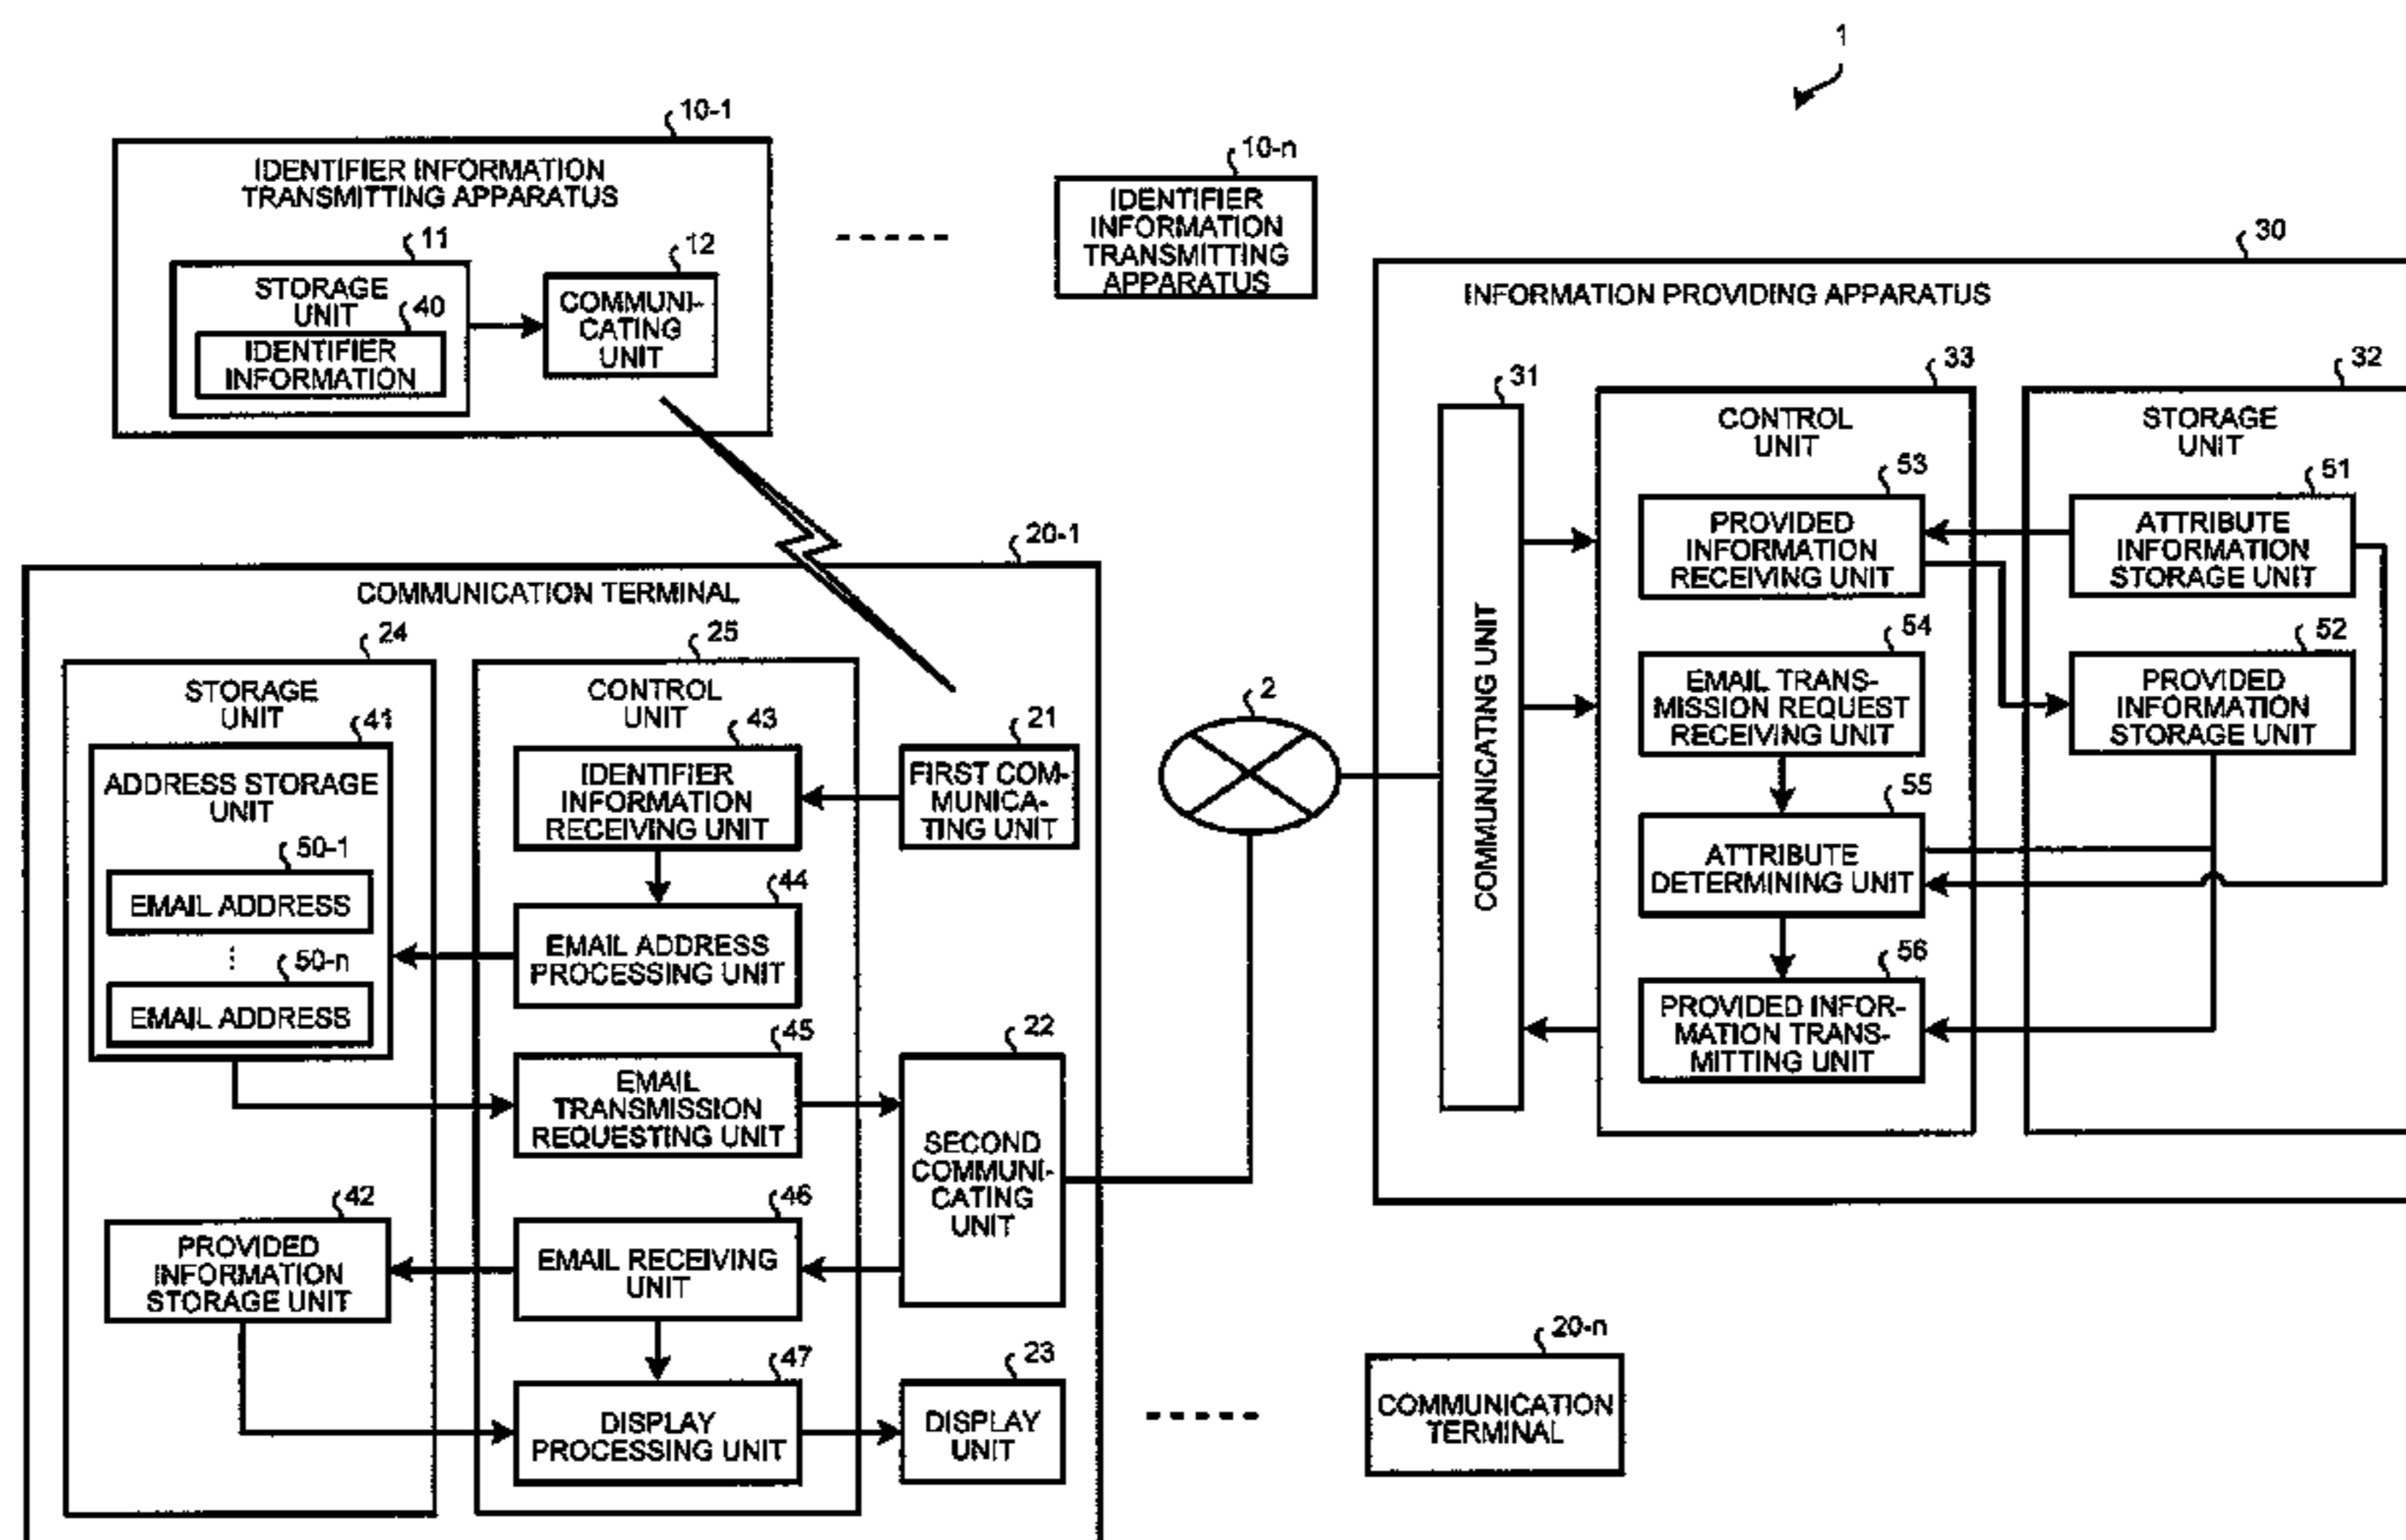 1
10-1
IDENTIFIER INFORMATION
TRANSMITTING APPARATUS
11
STORAGE
UNIT
40
IDENTIFIER
INFORMATION
12
COMMUNI-
CATING
UNIT
10-n
IDENTIFIER
INFORMATION
TRANSMITTING
APPARATUS
20-1
COMMUNICATION TERMINAL
24
STORAGE
UNIT
41
ADDRESS STORAGE
UNIT
50-1
EMAIL ADDRESS
50-n
EMAIL ADDRESS
42
PROVIDED
INFORMATION
STORAGE UNIT
25
CONTROL
UNIT
43
IDENTIFIER
INFORMATION
RECEIVING UNIT
44
EMAIL ADDRESS
PROCESSING UNIT
45
EMAIL
TRANSMISSION
REQUESTING UNIT
46
EMAIL RECEIVING
UNIT
47
DISPLAY
PROCESSING UNIT
21
FIRST COM-
MUNICA-
TING UNIT
22
SECOND
COMMUNI-
CATING
UNIT
23
DISPLAY
UNIT
2
30
INFORMATION PROVIDING APPARATUS
31
COMMUNICATING UNIT
33
CONTROL
UNIT
53
PROVIDED
INFORMATION
RECEIVING UNIT
54
EMAIL TRANS-
MISSION REQUEST
RECEIVING UNIT
55
ATTRIBUTE
DETERMINING UNIT
56
PROVIDED INFOR-
MATION TRANS-
MITTING UNIT
32
STORAGE
UNIT
51
ATTRIBUTE
INFORMATION
STORAGE UNIT
52
PROVIDED
INFORMATION
STORAGE UNIT
20-n
COMMUNICATION
TERMINAL